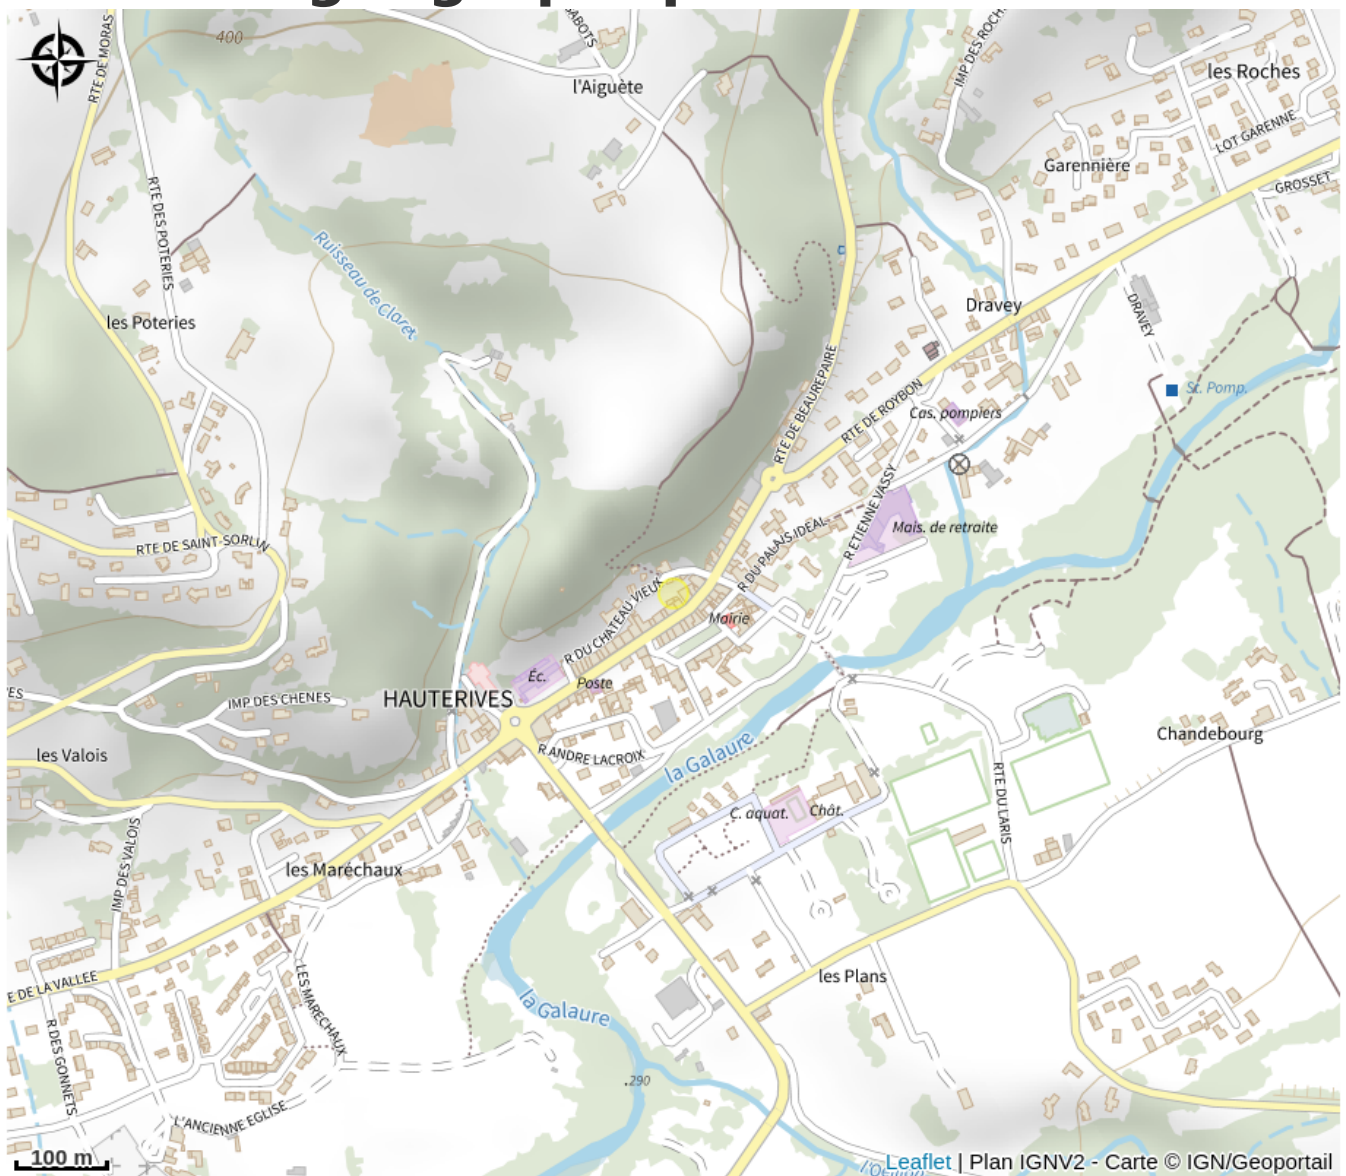 RTE DE MORAS
400
l'Aiguète
les Roches
LOT GARENNE
Garennière
GROSSET
RTE DES POTERIES
Ruisseau de Claret
les Poteries
Dravey
DRAVEY
RTE DE BEAUREPAIRE
St. Pomp.
RTE DE ROYBON
Cas. pompiers
R ETIENNE VASSY
Mais. de retraite
RTE DE SAINT-SORLIN
R DU PALAIS IDEAL
R DU CHATEAU VIEUX
Mairie
Éc.
Poste
HAUTERIVES
IMP DES CHENES
les Valois
R ANDRE LACROIX
la Galaure
Chandebourg
RTE DU LARIS
C. aquat.
Chât.
IMP DES VALOIS
les Maréchaux
E DE LA VALLEE
les Plans
LES MARECHAUX
la Galaure
R DES GONNETS
.290
L'ANCIENNE EGLISE
100 m
Leaflet | Plan IGNV2 - Carte © IGN/Geoportail